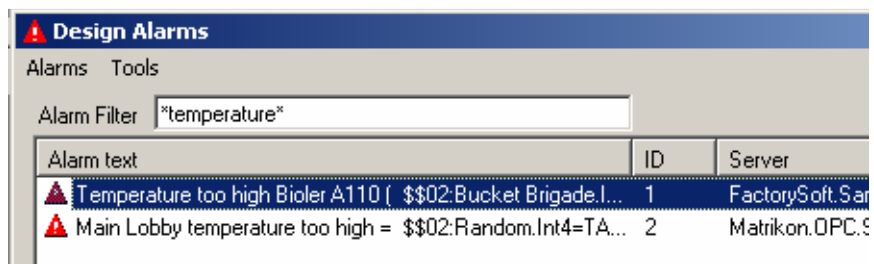 Design Alarms
Alarms Tools
Alarm Filter *temperature*
Alarm text ID Server
Temperature too high Bioler A110 ( $$02:Bucket Brigade.I... 1 FactorySoft.Sar
Main Lobby temperature too high = $$02:Random.Int4=TA... 2 Matrikon.OPC.S